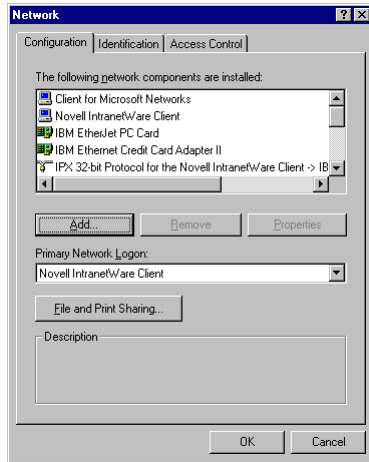 Network
Configuration Identification Access Control
The following network components are installed:
Client for Microsoft Networks
Novell IntranetWare Client
IBM EtherJet PC Card
IBM Ethernet Credit Card Adapter II
IPX 32-bit Protocol for the Novell IntranetWare Client -> IB
Add... Remove Properties
Primary Network Logon:
Novell IntranetWare Client
File and Print Sharing...
Description
OK Cancel